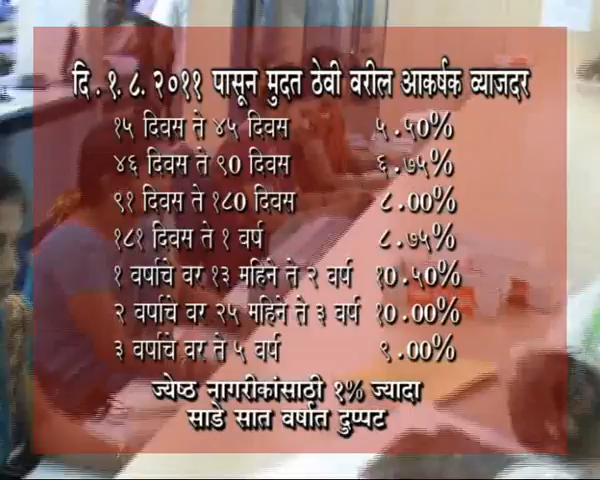 दि. १. ८. २०११ पासून मुदत ठेवी वरील आकर्षक व्याजदर
१५ दिवस ते ४५ दिवस ५.५०%
४६ दिवस ते ९० दिवस ६.७५%
९१ दिवस ते १८० दिवस ८.००%
१८१ दिवस ते १ वर्ष ८.७५%
१ वर्षाचे वर १३ महिने ते २ वर्ष १०.५०%
२ वर्षाचे वर २५ महिने ते ३ वर्ष १०.००%
३ वर्षाचे वर ते ५ वर्ष ९.००%
ज्येष्ठ नागरीकांसाठी १% ज्यादा
साडे सात वर्षात दुप्पट